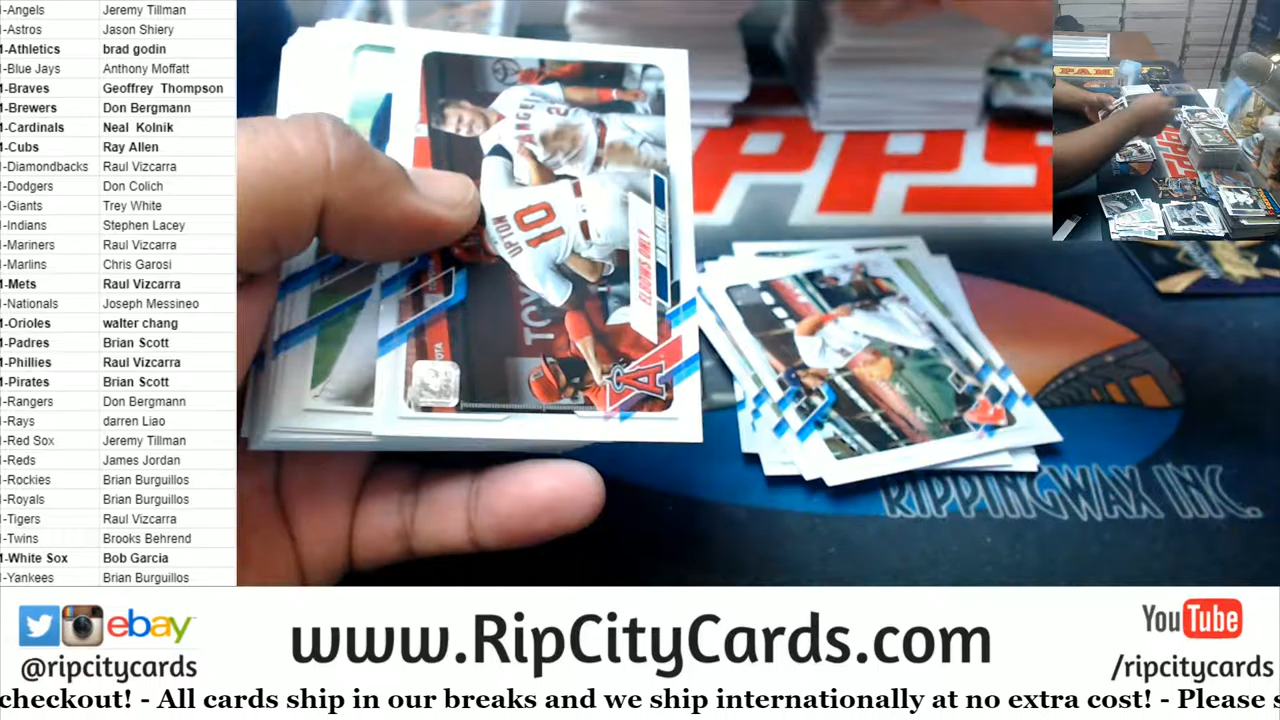 M-Angels Jeremy Tillman
M-Astros Jason Shiery
M-Athletics brad godin
M-Blue Jays Anthony Moffatt
M-Braves Geoffrey Thompson
M-Brewers Don Bergmann
M-Cardinals Neal Kolnik
M-Cubs Ray Allen
M-Diamondbacks Raul Vizcarra
M-Dodgers Don Colich
M-Giants Trey White
M-Indians Stephen Lacey
M-Mariners Raul Vizcarra
M-Marlins Chris Garosi
M-Mets Raul Vizcarra
M-Nationals Joseph Messineo
M-Orioles walter chang
M-Padres Brian Scott
M-Phillies Raul Vizcarra
M-Pirates Brian Scott
M-Rangers Don Bergmann
M-Rays darren Liao
M-Red Sox Jeremy Tillman
M-Reds James Jordan
M-Rockies Brian Burguillos
M-Royals Brian Burguillos
M-Tigers Raul Vizcarra
M-Twins Brooks Behrend
M-White Sox Bob Garcia
M-Yankees Brian Burguillos
ANGELS
UPTON
10
ELBOWS ONLY
TOY
A
OPPS
RIPPINGWAX INC.
ebay
@ripcitycards
www.RipCityCards.com
YouTube
/ripcitycards
checkout! - All cards ship in our breaks and we ship internationally at no extra cost! - Please s